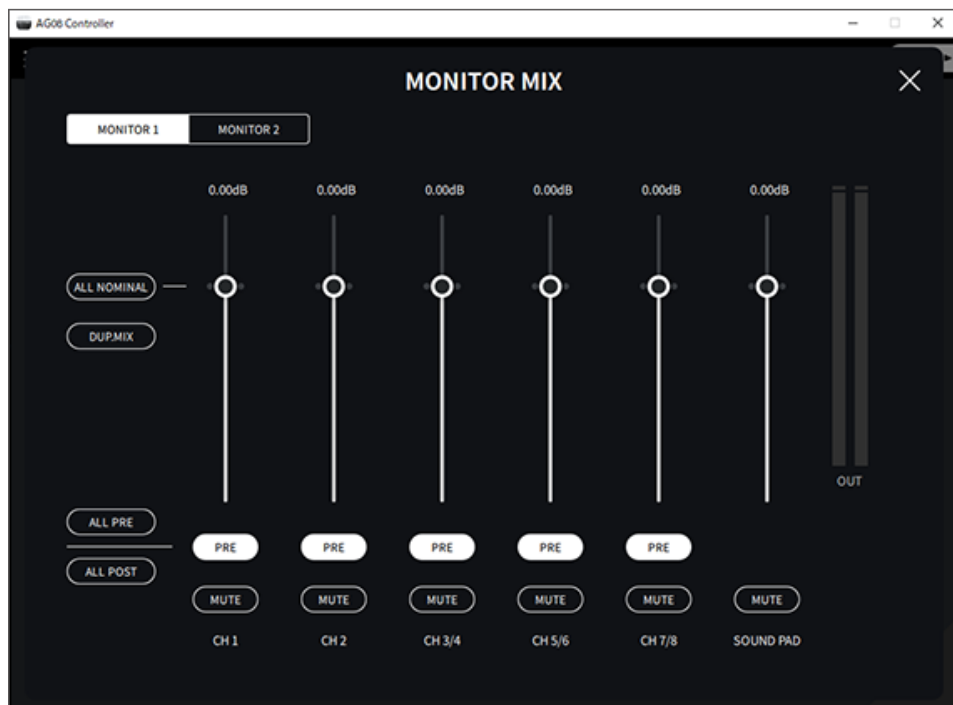 AG08 Controller
MONITOR MIX
MONITOR 1 MONITOR 2
0.00dB 0.00dB 0.00dB 0.00dB 0.00dB 0.00dB
ALL NOMINAL
DUP.MIX
OUT
ALL PRE
PRE PRE PRE PRE PRE
ALL POST
MUTE MUTE MUTE MUTE MUTE MUTE
CH 1 CH 2 CH 3/4 CH 5/6 CH 7/8 SOUND PAD